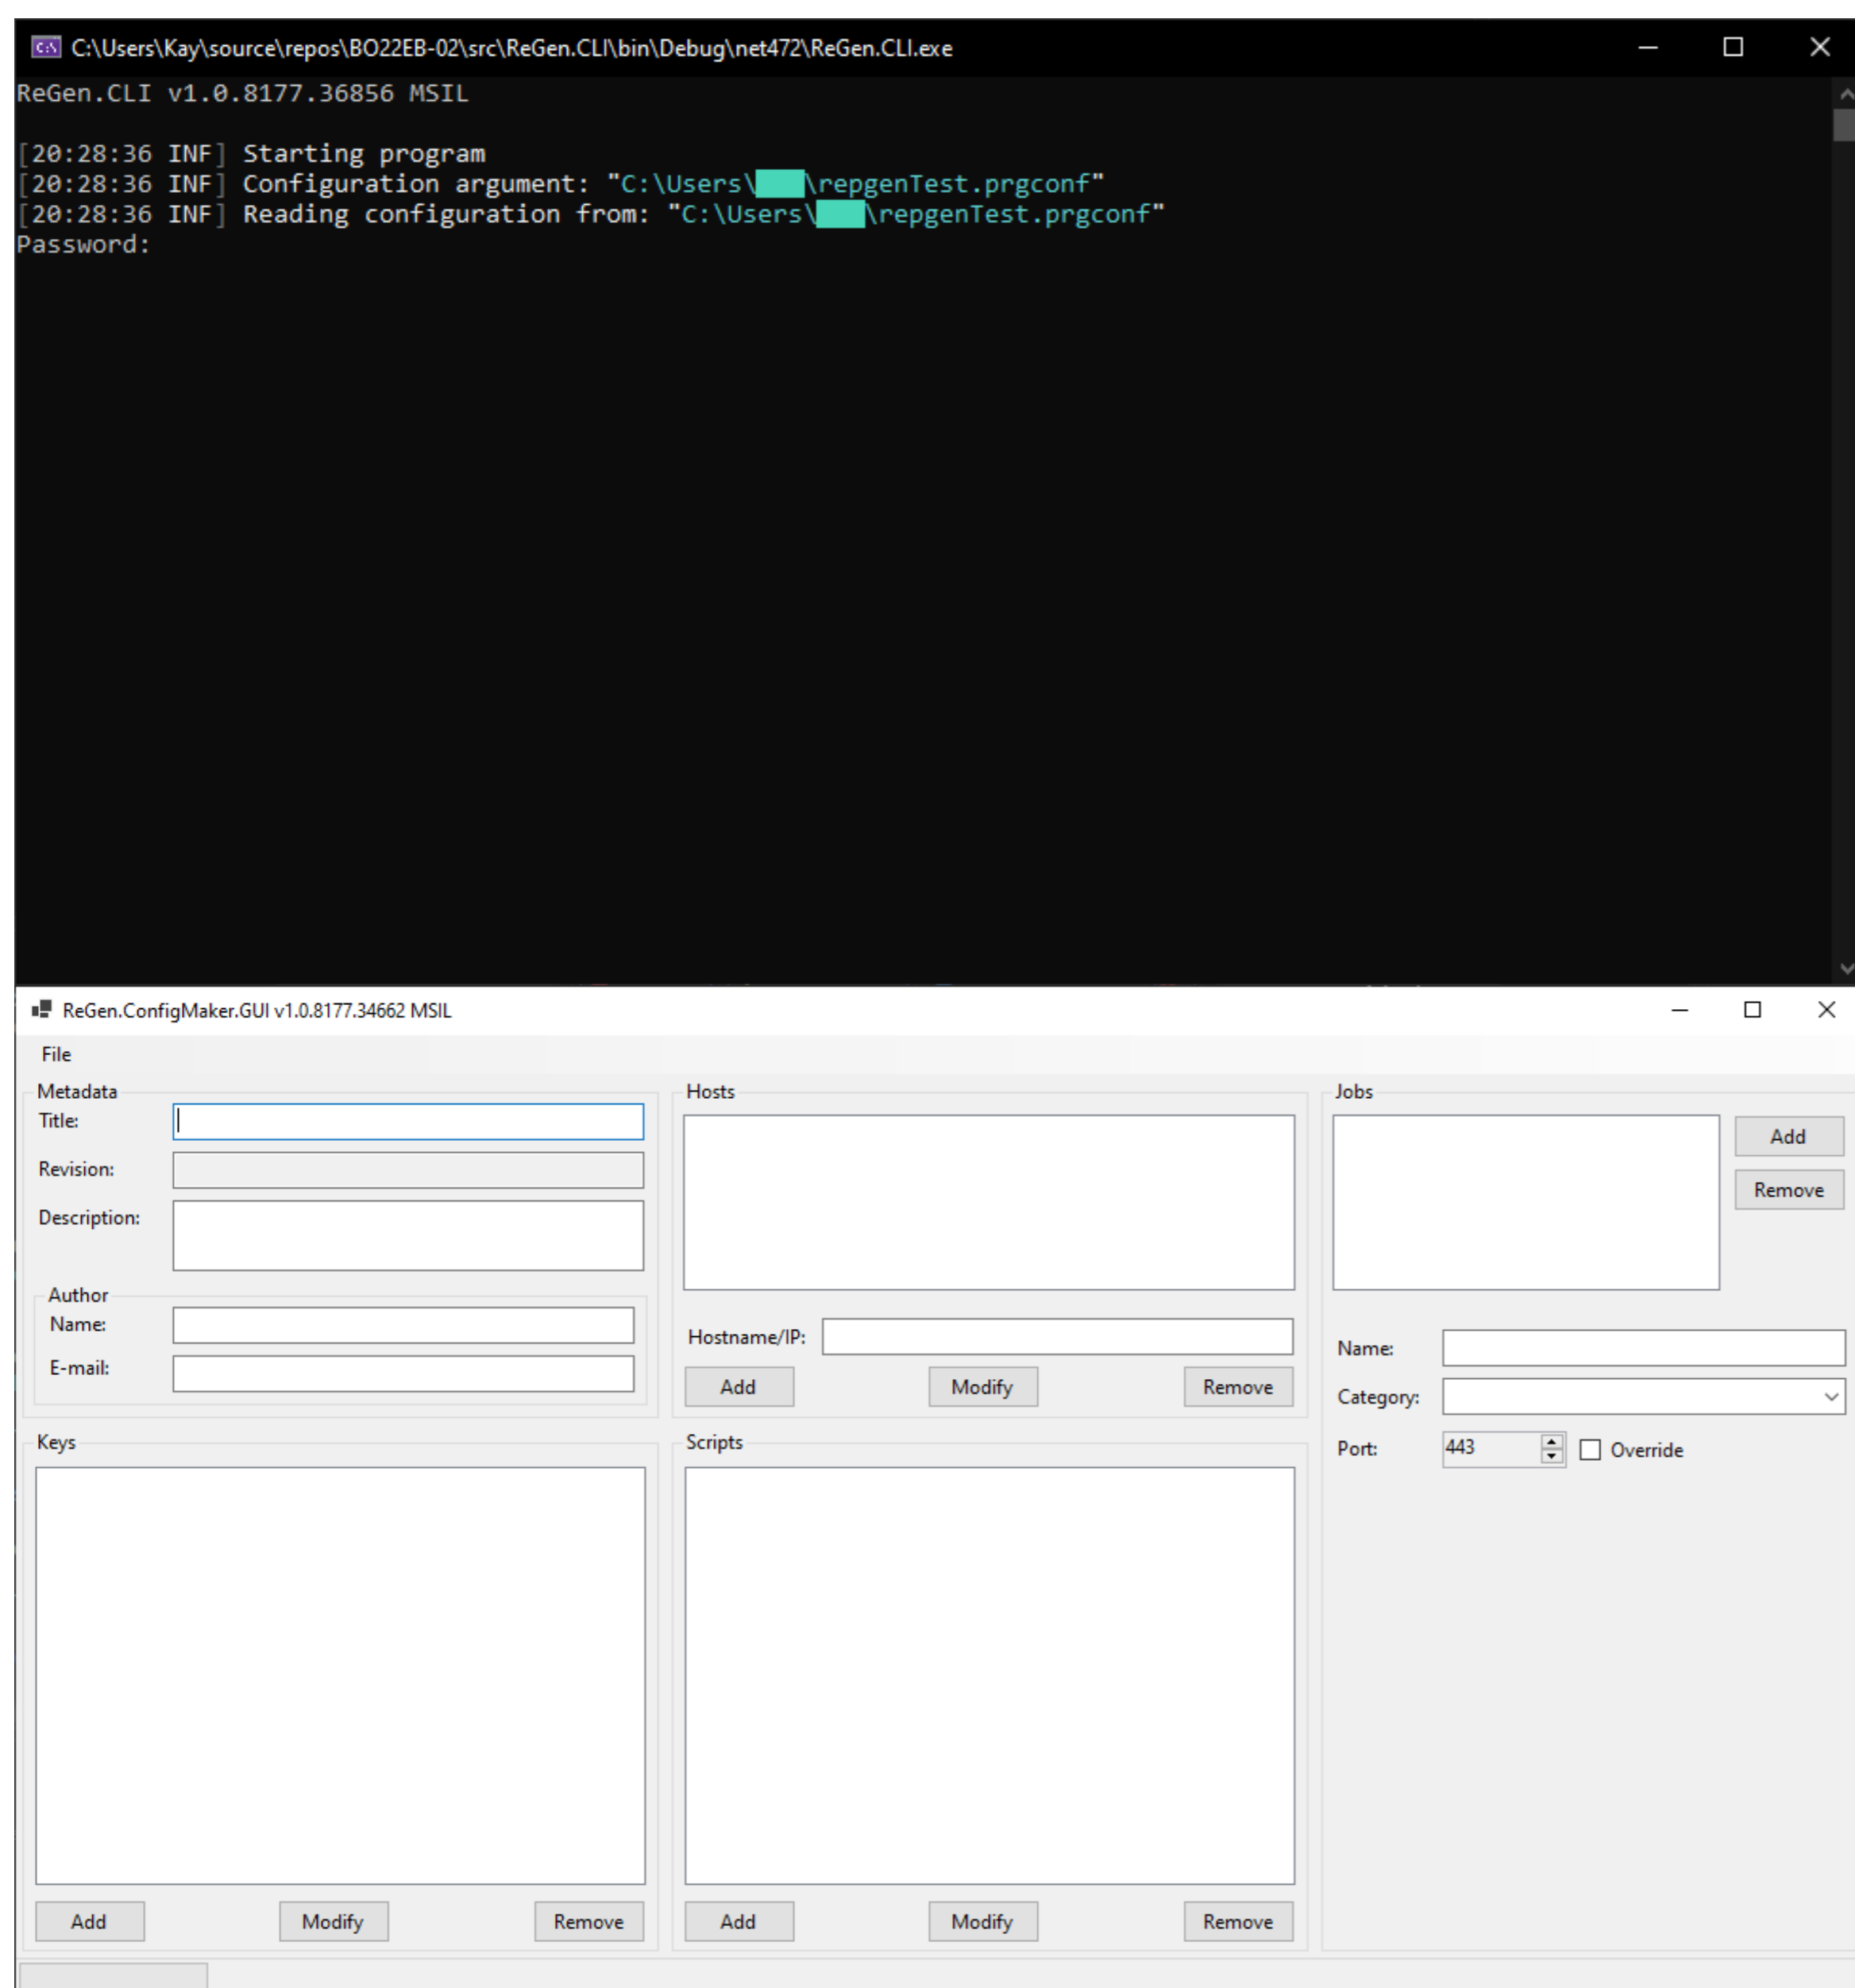 C:\Users\Kay\source\repos\BO22EB-02\src\ReGen.CLI\bin\Debug\net472\ReGen.CLI.exe
ReGen.CLI v1.0.8177.36856 MSIL
[20:28:36 INF] Starting program
[20:28:36 INF] Configuration argument: "C:\Users\ \repgenTest.prgconf"
[20:28:36 INF] Reading configuration from: "C:\Users\ \repgenTest.prgconf"
Password:
ReGen.ConfigMaker.GUI v1.0.8177.34662 MSIL
File
Metadata
Title:
Revision:
Description:
Author
Name:
E-mail:
Hosts
Hostname/IP:
Add Modify Remove
Jobs
Add
Remove
Name:
Category:
Port: 443 Override
Keys
Add Modify Remove
Scripts
Add Modify Remove